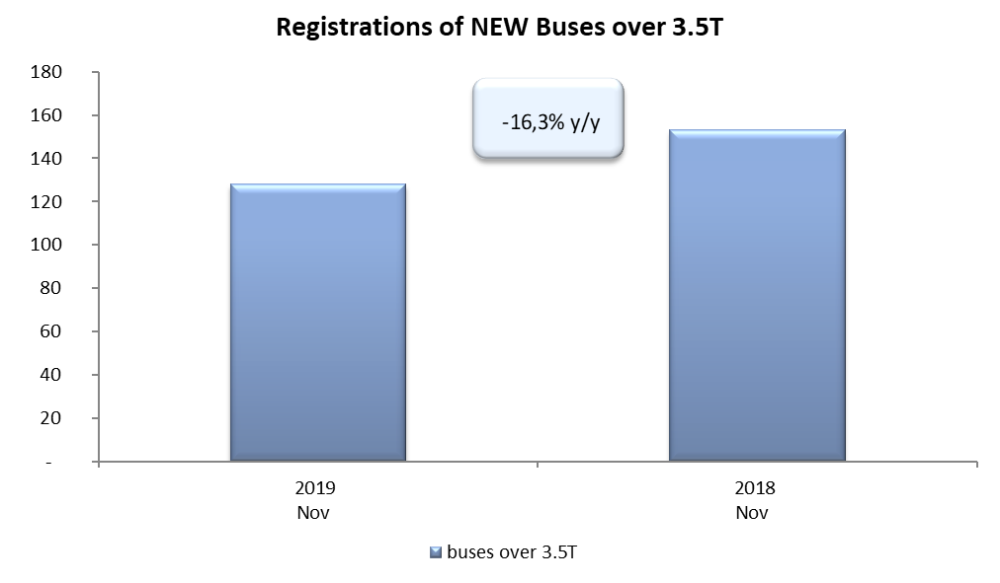 Registrations of NEW Buses over 3.5T
180
160
140
120
100
80
60
40
20
-
-16,3% y/y
2019
Nov
2018
Nov
buses over 3.5T